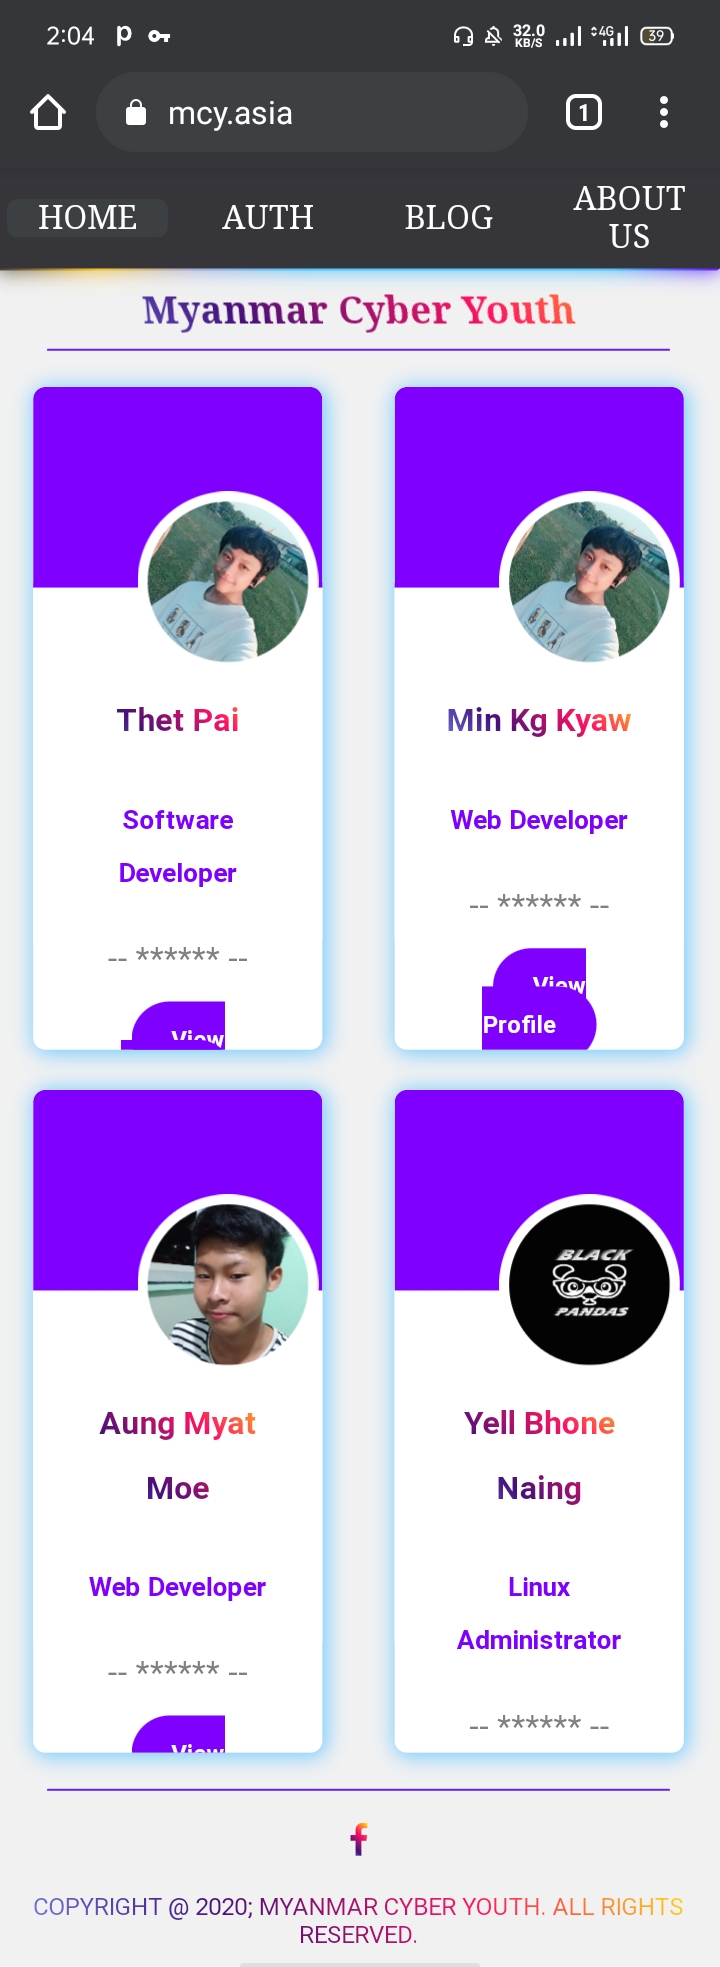 2:04
32.0
KB/S
4G
39
mcy.asia
1
HOME
AUTH
BLOG
ABOUT
US
Myanmar Cyber Youth
Thet Pai
Software
Developer
-- ****** --
View
Min Kg Kyaw
Web Developer
-- ****** --
View
Profile
Aung Myat
Moe
Web Developer
-- ****** --
View
BLACK
PANDAS
Yell Bhone
Naing
Linux
Administrator
-- ****** --
COPYRIGHT @ 2020; MYANMAR CYBER YOUTH. ALL RIGHTS
RESERVED.